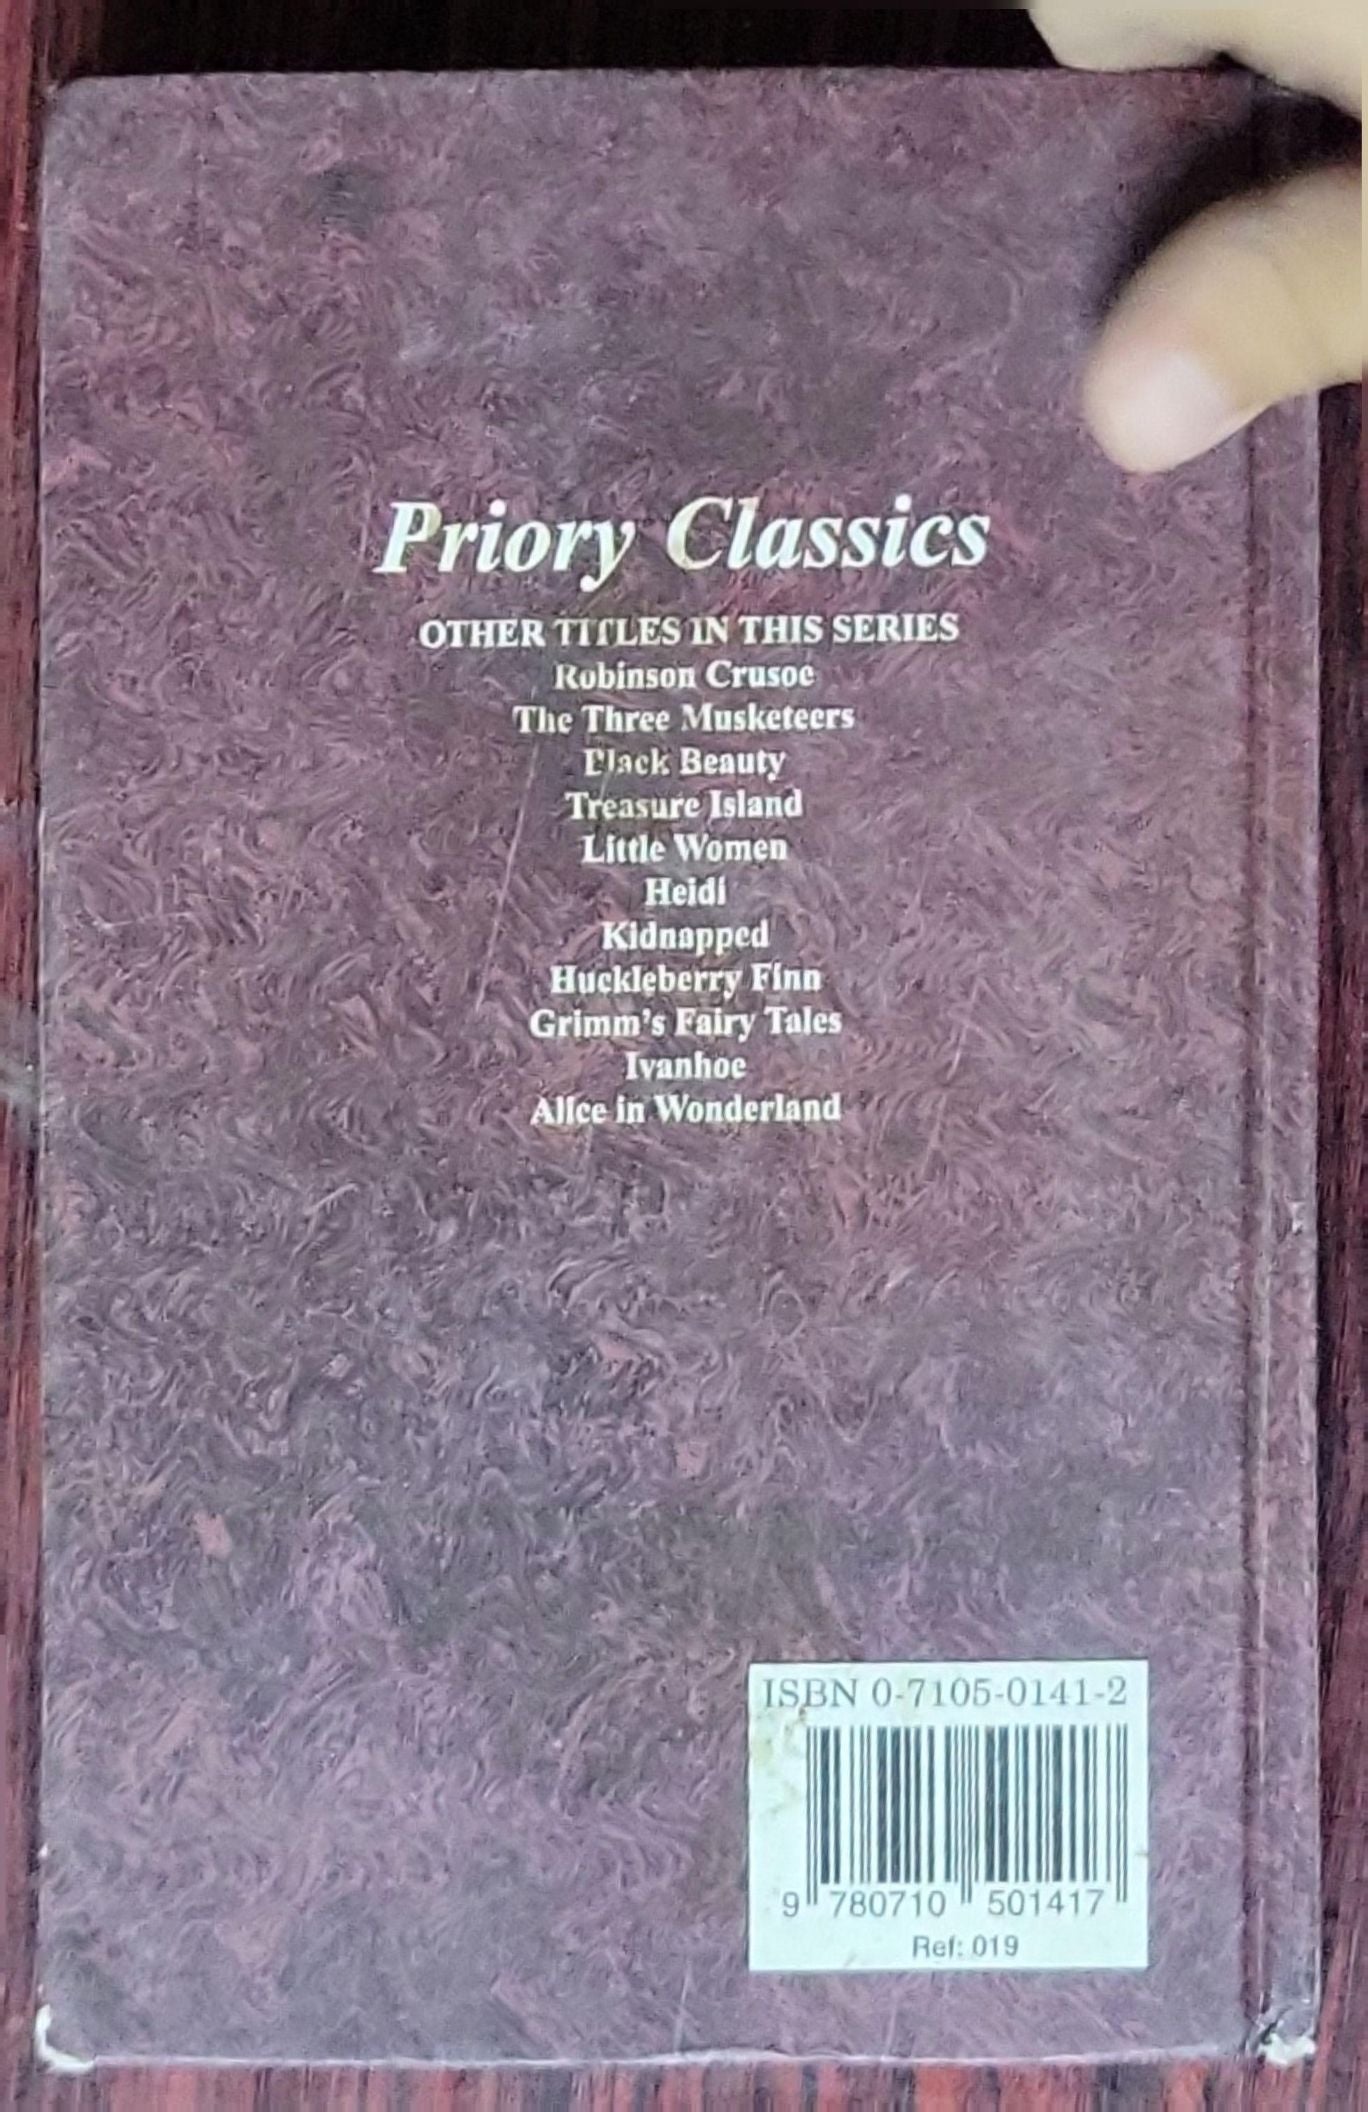 Priory Classics
OTHER TITLES IN THIS SERIES
Robinson Crusoe
The Three Musketeers
Black Beauty
Treasure Island
Little Women
Heidi
Kidnapped
Huckleberry Finn
Grimm's Fairy Tales
Ivanhoe
Alice in Wonderland
ISBN 0-7105-0141-2
9 780710 501417
Ref: 019